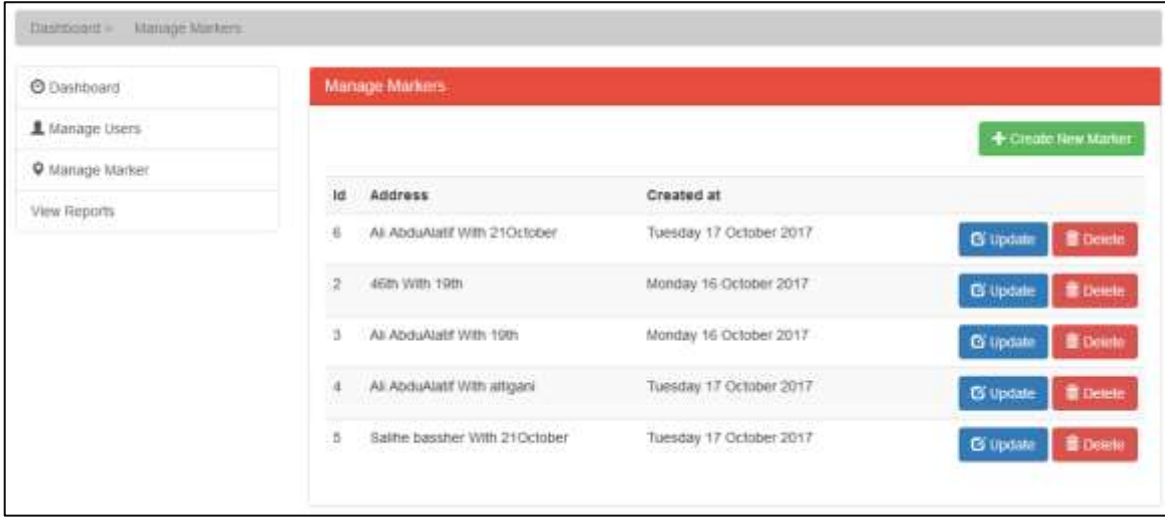 Dashboard » Manage Markers
Dashboard
Manage Users
Manage Marker
View Reports
Manage Markers
Create New Marker
Id Address Created at
6 Ali AbduAlatif With 21October Tuesday 17 October 2017 Update Delete
2 46th With 19th Monday 16 October 2017 Update Delete
3 Ali AbduAlatif With 19th Monday 16 October 2017 Update Delete
4 Ali AbduAlatif With altigani Tuesday 17 October 2017 Update Delete
5 Salihe bassher With 21October Tuesday 17 October 2017 Update Delete